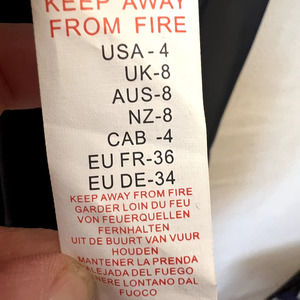 KEEP AWAY
FROM FIRE
USA - 4
UK-8
AUS-8
NZ-8
CAB -4
EU FR-36
EU DE-34
KEEP AWAY FROM FIRE
GARDER LOIN DU FEU
VON FEUERQUELLEN
FERNHALTEN
UIT DE BUURT VAN VUUR
HOUDEN
MANTENER LA PRENDA
ALEJADA DEL FUEGO
LONTANO DAL
FUOCO